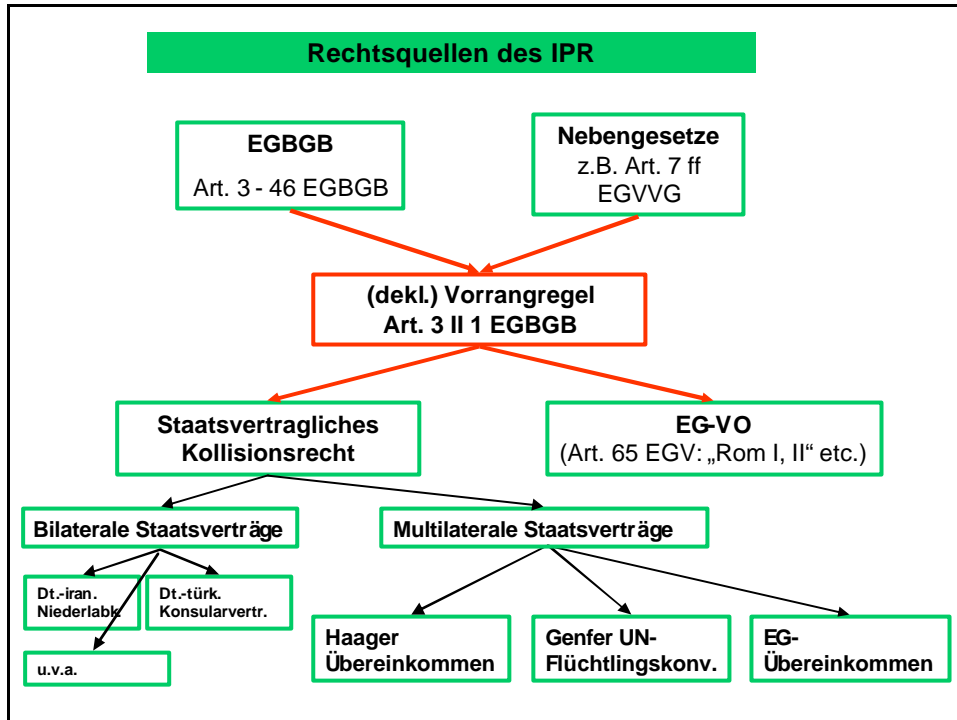 Rechtsquellen des IPR
EGBGB
Art. 3 - 46 EGBGB
Nebengesetze
z.B. Art. 7 ff
EGVVG
(dekl.) Vorrangregel
Art. 3 II 1 EGBGB
Staatsvertragliches
Kollisionsrecht
EG-VO
(Art. 65 EGV: „Rom I, II“ etc.)
Bilaterale Staatsverträge
Multilaterale Staatsverträge
Dt.-iran.
Niederlabk.
Dt.-türk.
Konsularvertr.
u.v.a.
Haager
Übereinkommen
Genfer UN-
Flüchtlingskonv.
EG-
Übereinkommen